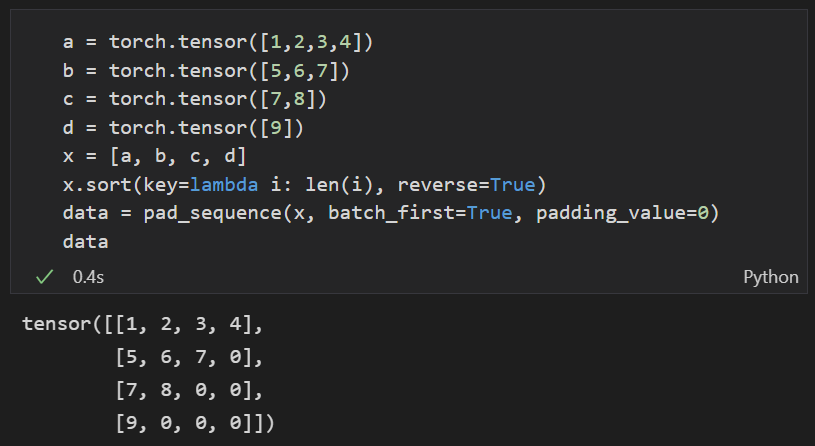 a = torch.tensor([1,2,3,4])
b = torch.tensor([5,6,7])
c = torch.tensor([7,8])
d = torch.tensor([9])
x = [a, b, c, d]
x.sort(key=lambda i: len(i), reverse=True)
data = pad_sequence(x, batch_first=True, padding_value=0)
data
0.4s Python
tensor([[1, 2, 3, 4],
        [5, 6, 7, 0],
        [7, 8, 0, 0],
        [9, 0, 0, 0]])